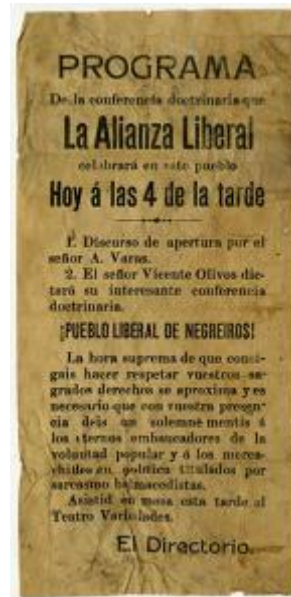 PROGRAMA
De la conferencia doctrinaria que
La Alianza Liberal
celebrará en este pueblo
Hoy á las 4 de la tarde
1. Discurso de apertura por el
señor A. Varas.
2. El señor Vicente Olivos dic-
tará su interesante conferencia
doctrinaria.
¡PUEBLO LIBERAL DE NEGREIROS!
La hora suprema de que consi-
gais hacer respetar vuestros sa-
grados derechos se aproxima y es
necesario que con vuestra presen-
cia deis un solemne mentis á
los eternos embaucadores de la
voluntad popular y á los merca-
chifles en política titulados por
sarcasmo balmacedistas.
Asistid en masa esta tarde al
Teatro Variedades.
El Directorio.